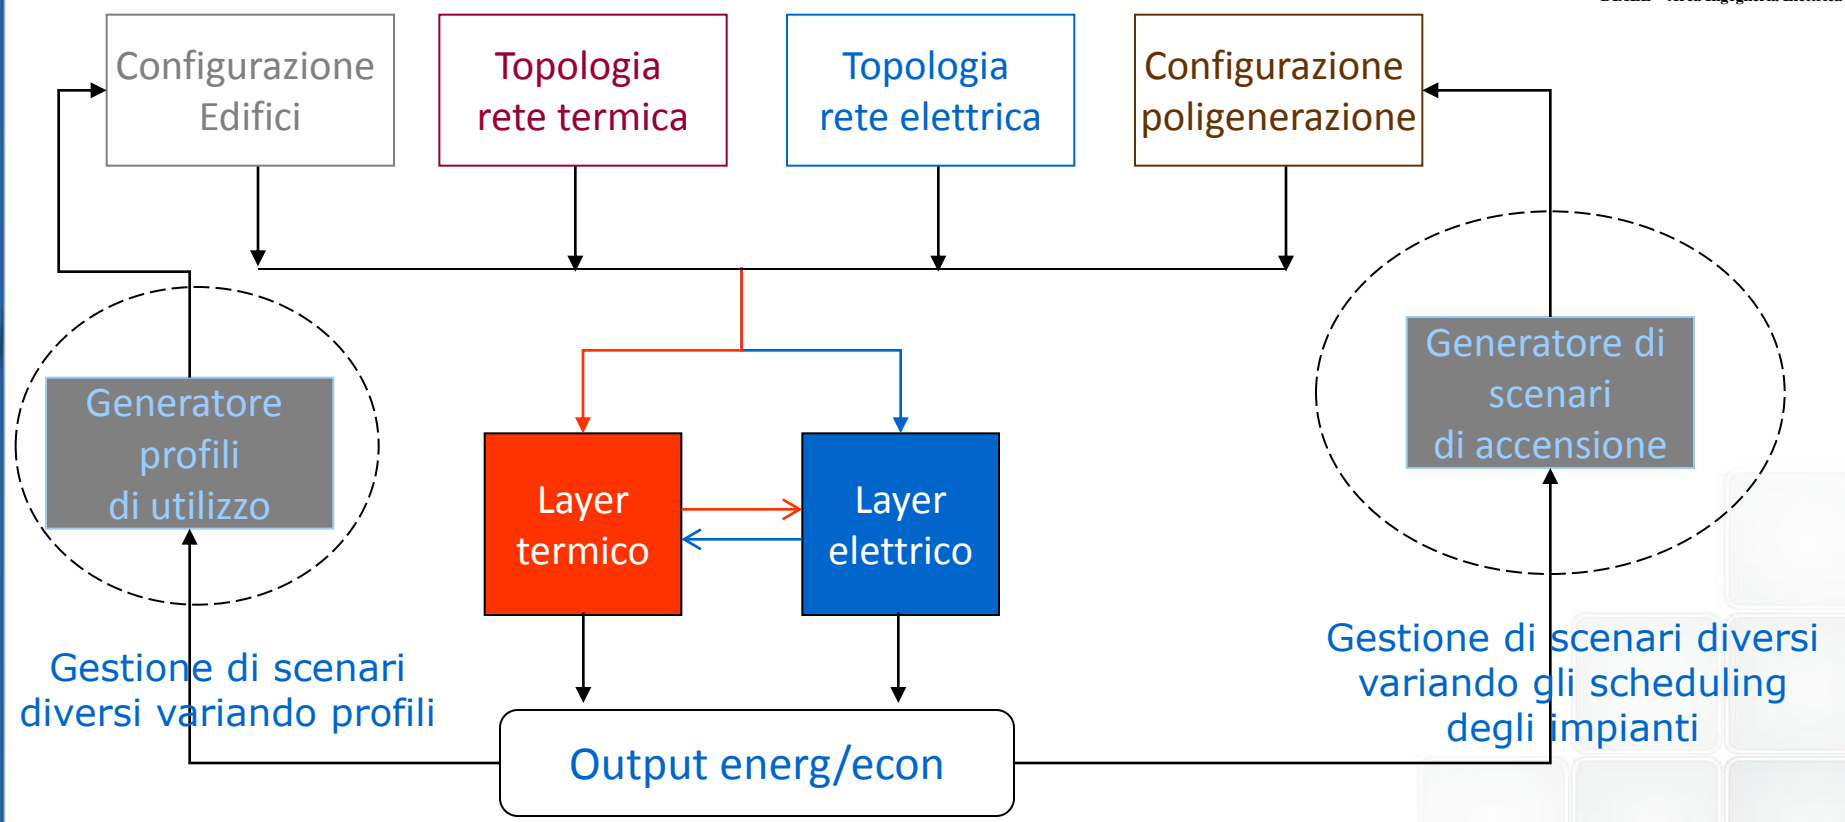 Configurazione
Edifici
Topologia
rete termica
Topologia
rete elettrica
Configurazione
poligenerazione
Generatore
profili
di utilizzo
Generatore di
scenari
di accensione
Layer
termico
Layer
elettrico
Gestione di scenari
diversi variando profili
Gestione di scenari diversi
variando gli scheduling
degli impianti
Output energ/econ